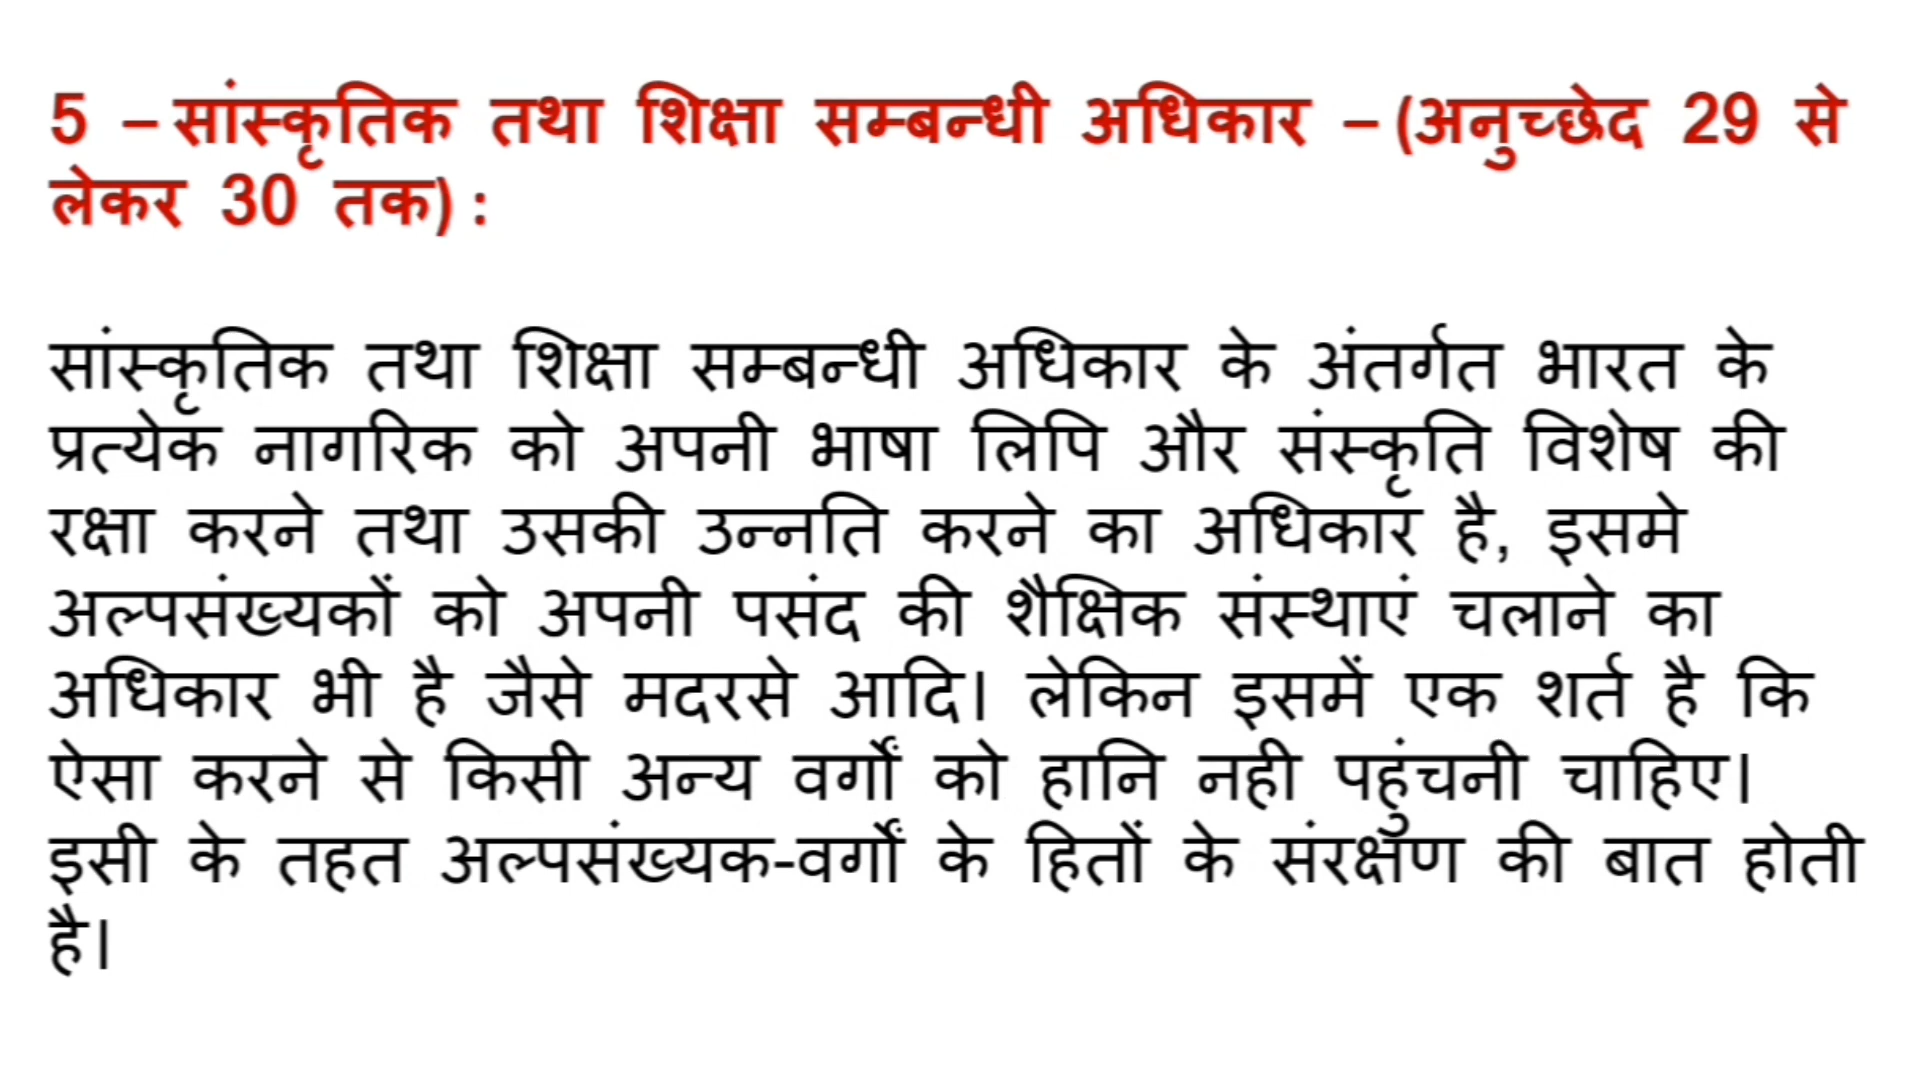 5 – सांस्कृतिक तथा शिक्षा सम्बन्धी अधिकार – (अनुच्छेद 29 से
लेकर 30 तक) :
सांस्कृतिक तथा शिक्षा सम्बन्धी अधिकार के अंतर्गत भारत के
प्रत्येक नागरिक को अपनी भाषा लिपि और संस्कृति विशेष की
रक्षा करने तथा उसकी उन्नति करने का अधिकार है, इसमे
अल्पसंख्यकों को अपनी पसंद की शैक्षिक संस्थाएं चलाने का
अधिकार भी है जैसे मदरसे आदि। लेकिन इसमें एक शर्त है कि
ऐसा करने से किसी अन्य वर्गों को हानि नही पहुंचनी चाहिए।
इसी के तहत अल्पसंख्यक-वर्गों के हितों के संरक्षण की बात होती
है।